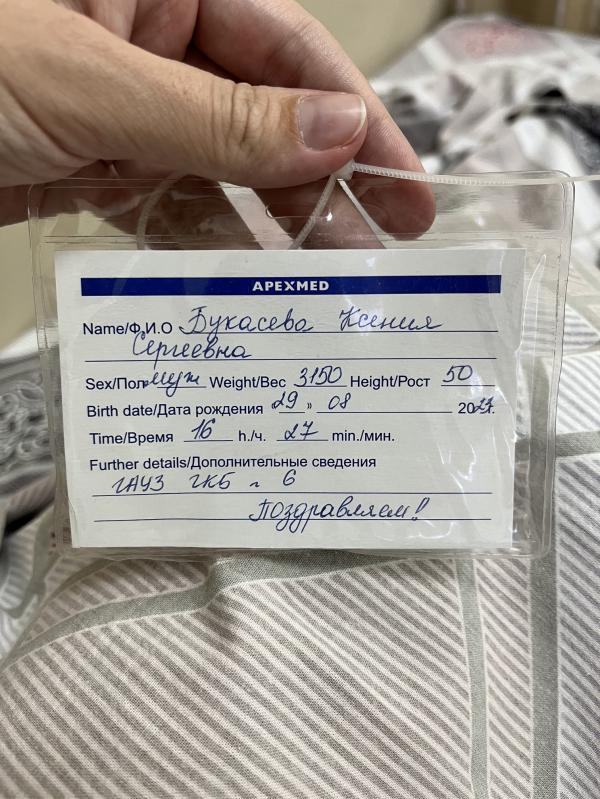 APEXMED
Name/Ф.И.О Букасева Ксения
Сергеевна
Sex/Пол муж Weight/Вес 3150 Height/Рост 50
Birth date/Дата рождения 29 » 08 20 г.
Time/Время 16 h./ч. 27 min./мин.
Further details/Дополнительные сведения
ГАУЗ ГКБ 6
Поздравляем!